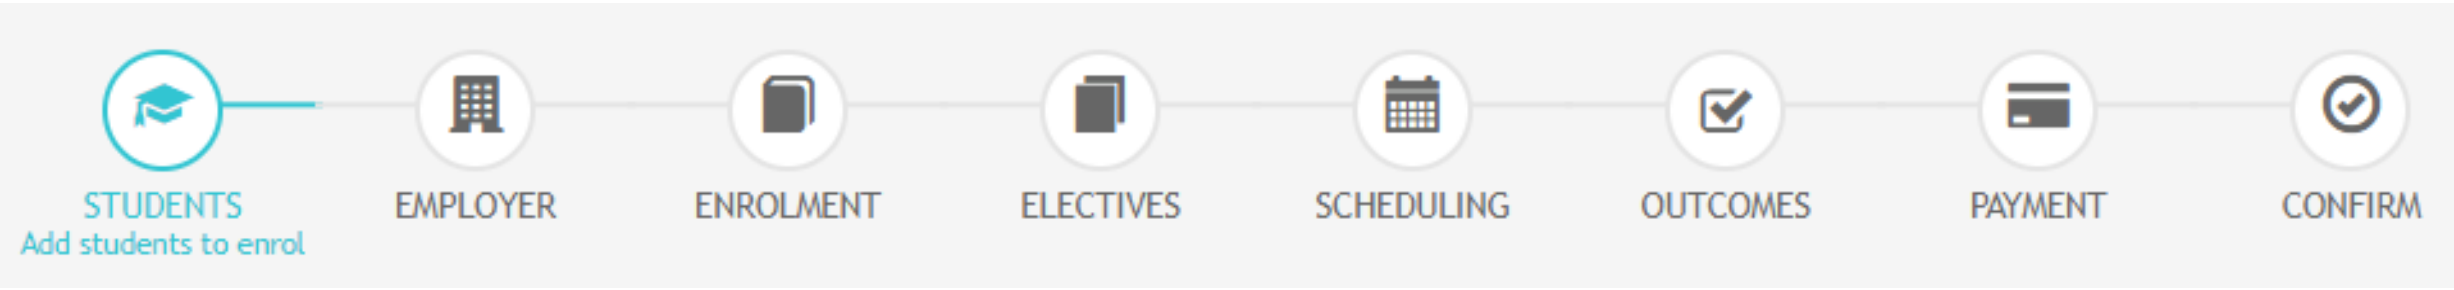 STUDENTS
Add students to enrol
EMPLOYER
ENROLMENT
ELECTIVES
SCHEDULING
OUTCOMES
PAYMENT
CONFIRM